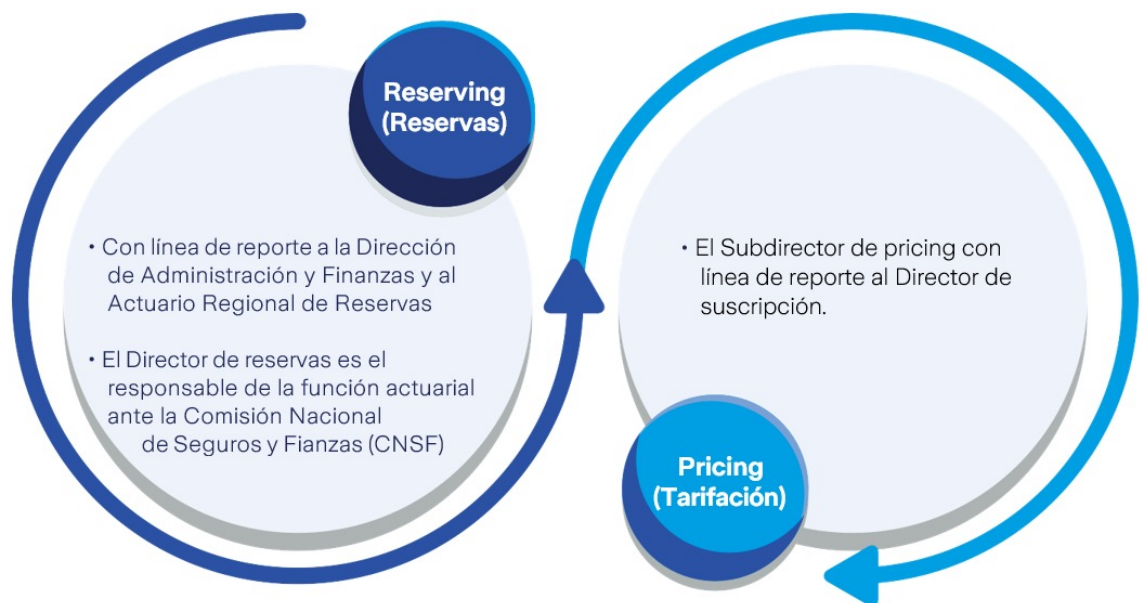 Reserving
(Reservas)
• Con línea de reporte a la Dirección
de Administración y Finanzas y al
Actuario Regional de Reservas
• El Director de reservas es el
responsable de la función actuarial
ante la Comisión Nacional
de Seguros y Fianzas (CNSF)
• El Subdirector de pricing con
línea de reporte al Director de
suscripción.
Pricing
(Tarifación)